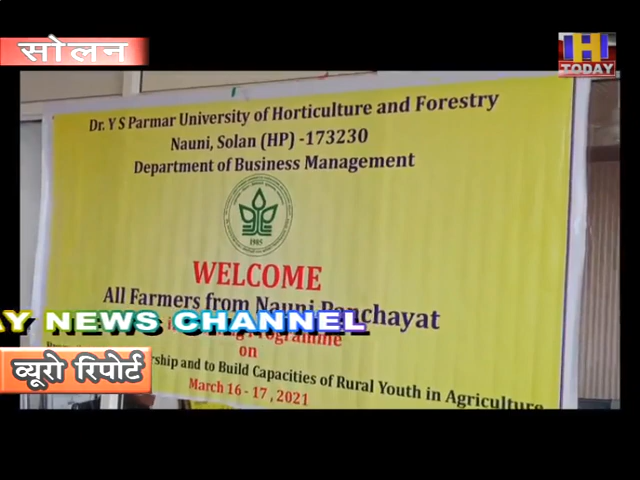 सोलन
H
TODAY
Dr. Y S Parmar University of Horticulture and Forestry
Nauni, Solan (HP) -173230
Department of Business Management
1985
WELCOME
All Farmers from Nauni Panchayat
AY NEWS CHANNEL
on
and to Build Capacities of Rural Youth in Agriculture
March 16 - 17, 2021
व्यूरो रिपोर्ट